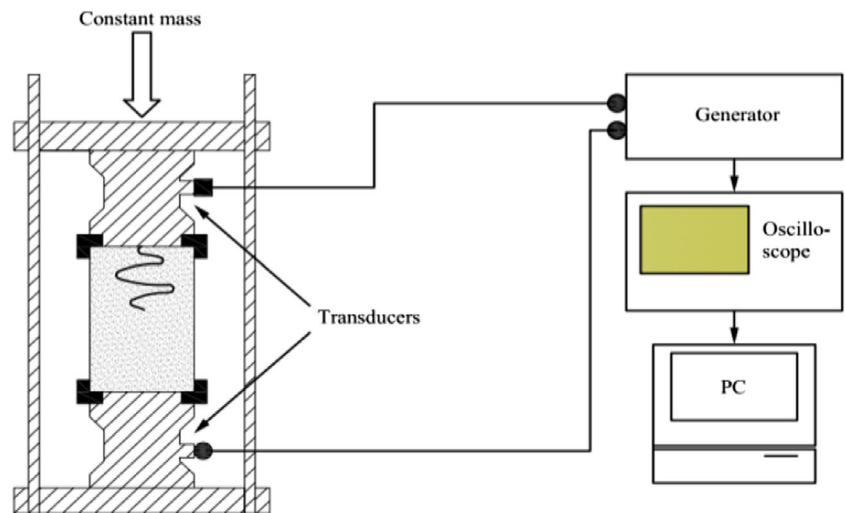 Constant mass
Generator
Oscillo-
scope
Transducers
PC